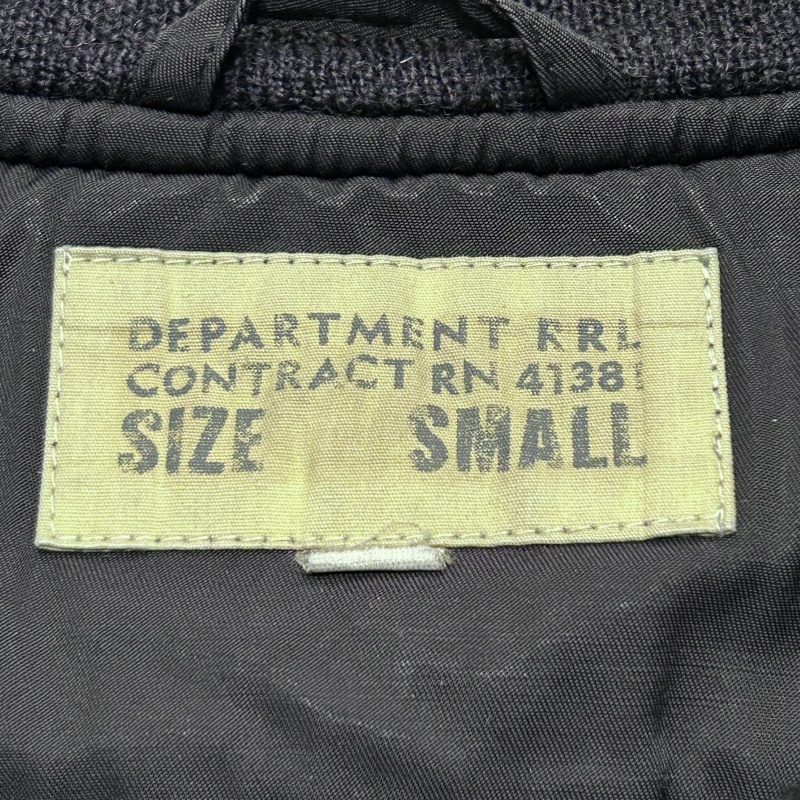 DEPARTMENT RRL
CONTRACT RN 41381
SIZE SMALL